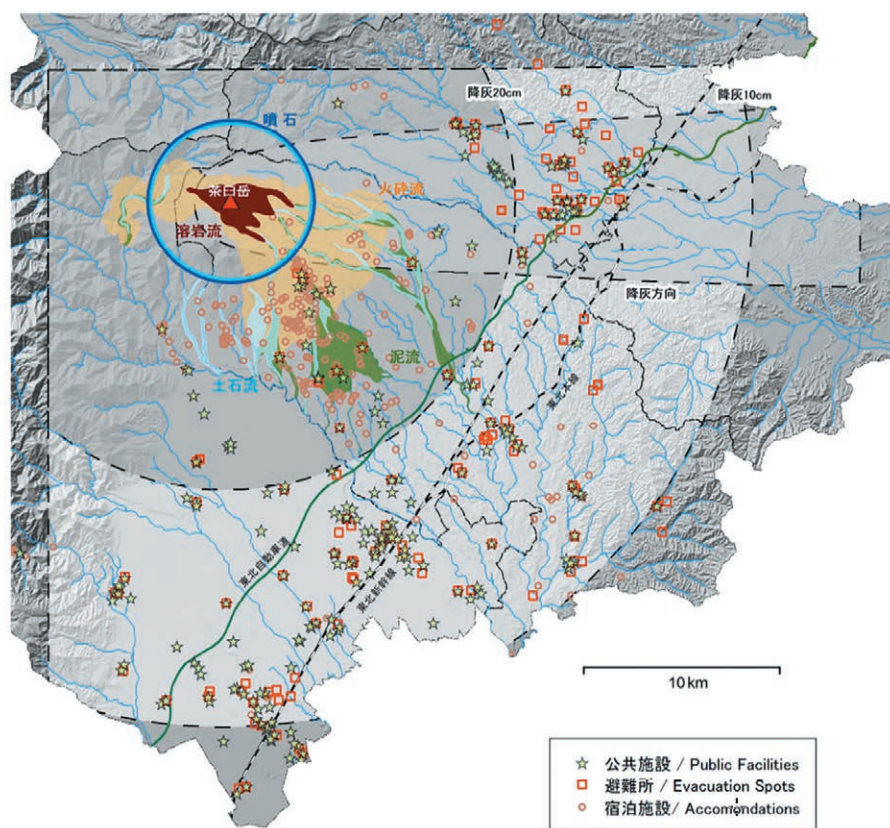 降灰20cm
降灰10cm
噴石
茶臼岳
火砕流
溶岩流
降灰方向
泥流
土石流
東北本線
東北自動車道
東北新幹線
10km
公共施設 / Public Facilities
避難所 / Evacuation Spots
宿泊施設/ Accomondations